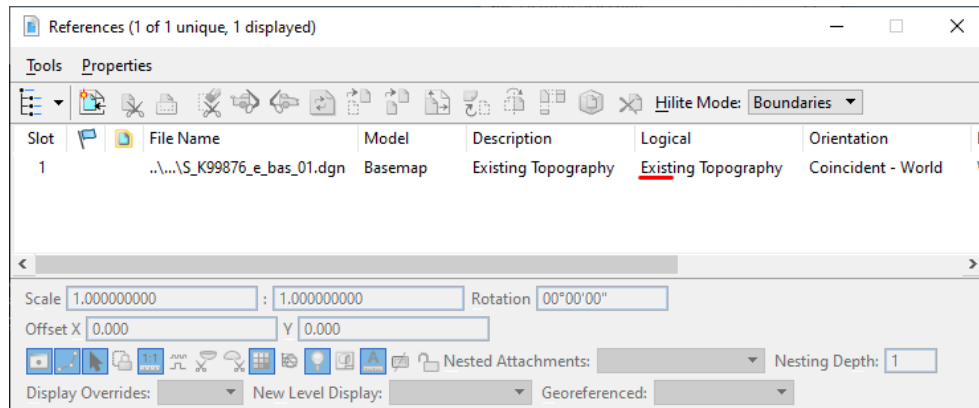 References (1 of 1 unique, 1 displayed)
Tools Properties
Hilite Mode: Boundaries
Slot File Name Model Description Logical Orientation
1 ..\...\S_K99876_e_bas_01.dgn Basemap Existing Topography Existing Topography Coincident - World
Scale 1.000000000 : 1.000000000 Rotation 00°00'00"
Offset X 0.000 Y 0.000
1:1 A Nested Attachments: Nesting Depth: 1
Display Overrides: New Level Display: Georeferenced: